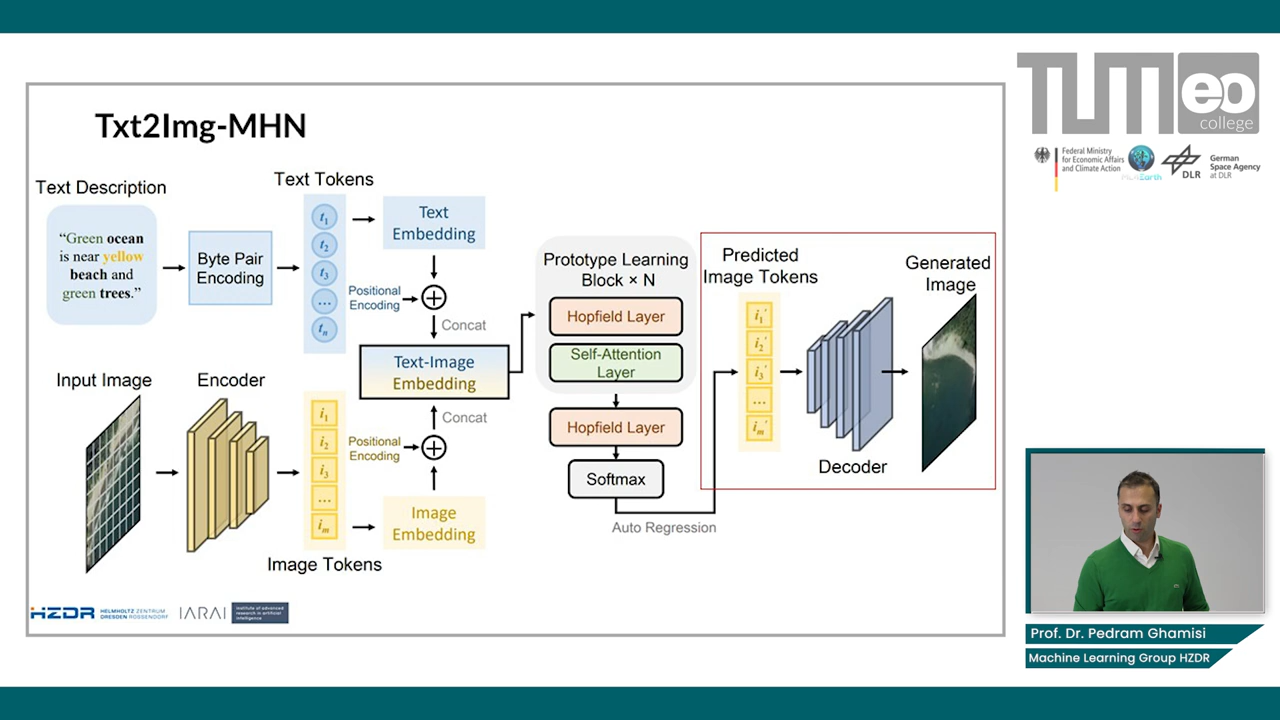 Txt2Img-MHN
Text Description
“Green ocean
is near yellow
beach and
green trees.”
Byte Pair
Encoding
Text Tokens
t1
t2
t3
...
tn
Text
Embedding
Positional
Encoding
Concat
Text-Image
Embedding
Concat
Positional
Encoding
Image
Embedding
Input Image
Encoder
i1
i2
i3
...
im
Image Tokens
Prototype Learning
Block × N
Hopfield Layer
Self-Attention
Layer
Hopfield Layer
Softmax
Auto Regression
Predicted
Image Tokens
i1′
i2′
i3′
...
im′
Decoder
Generated
Image
HZDR
HELMHOLTZ ZENTRUM
DRESDEN ROSSENDORF
IARAI
institute of advanced
research in artificial
intelligence
TUM
eo
college
Federal Ministry
for Economic Affairs
and Climate Action
DLR
German
Space Agency
at DLR
Prof. Dr. Pedram Ghamisi
Machine Learning Group HZDR